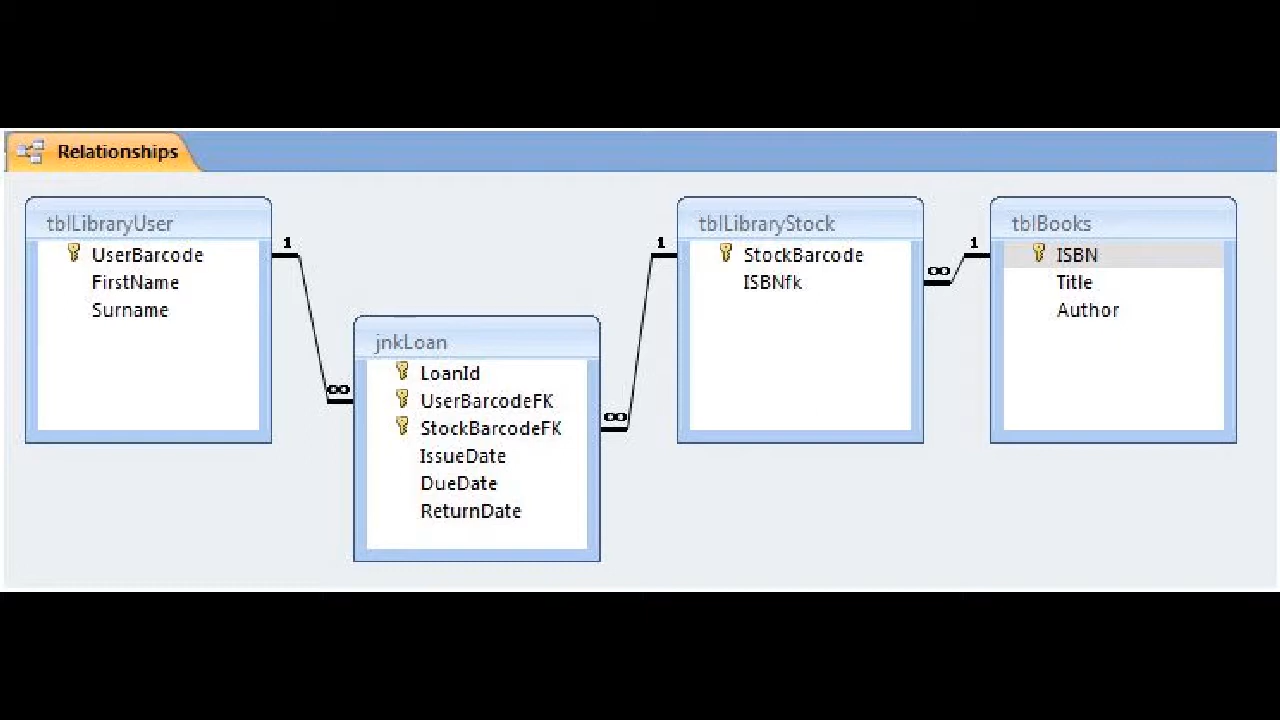 Relationships
tblLibraryUser
UserBarcode
FirstName
Surname
1
∞
jnkLoan
LoanId
UserBarcodeFK
StockBarcodeFK
IssueDate
DueDate
ReturnDate
∞
1
tblLibraryStock
StockBarcode
ISBNfk
∞
1
tblBooks
ISBN
Title
Author